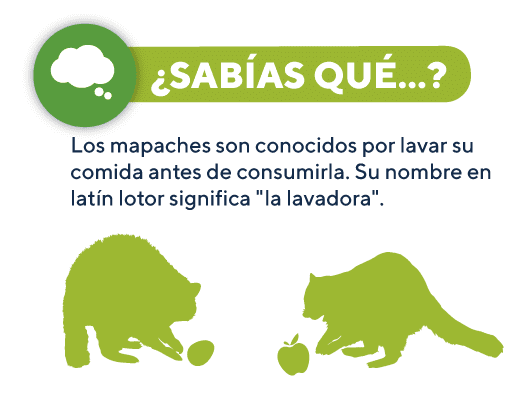 ¿SABÍAS QUÉ...?
Los mapaches son conocidos por lavar su
comida antes de consumirla. Su nombre en
latín lotor significa "la lavadora".